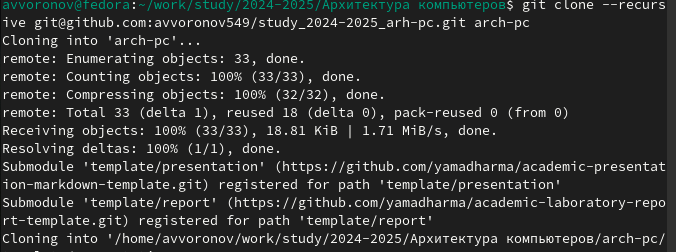 avvoronov@fedora:~/work/study/2024-2025/Архитектура компьютеров$ git clone --recurs
ive git@github.com:avvoronov549/study_2024-2025_arh-pc.git arch-pc
Cloning into 'arch-pc'...
remote: Enumerating objects: 33, done.
remote: Counting objects: 100% (33/33), done.
remote: Compressing objects: 100% (32/32), done.
remote: Total 33 (delta 1), reused 18 (delta 0), pack-reused 0 (from 0)
Receiving objects: 100% (33/33), 18.81 KiB | 1.71 MiB/s, done.
Resolving deltas: 100% (1/1), done.
Submodule 'template/presentation' (https://github.com/yamadharma/academic-presentat
ion-markdown-template.git) registered for path 'template/presentation'
Submodule 'template/report' (https://github.com/yamadharma/academic-laboratory-repo
rt-template.git) registered for path 'template/report'
Cloning into '/home/avvoronov/work/study/2024-2025/Архитектура компьютеров/arch-pc/